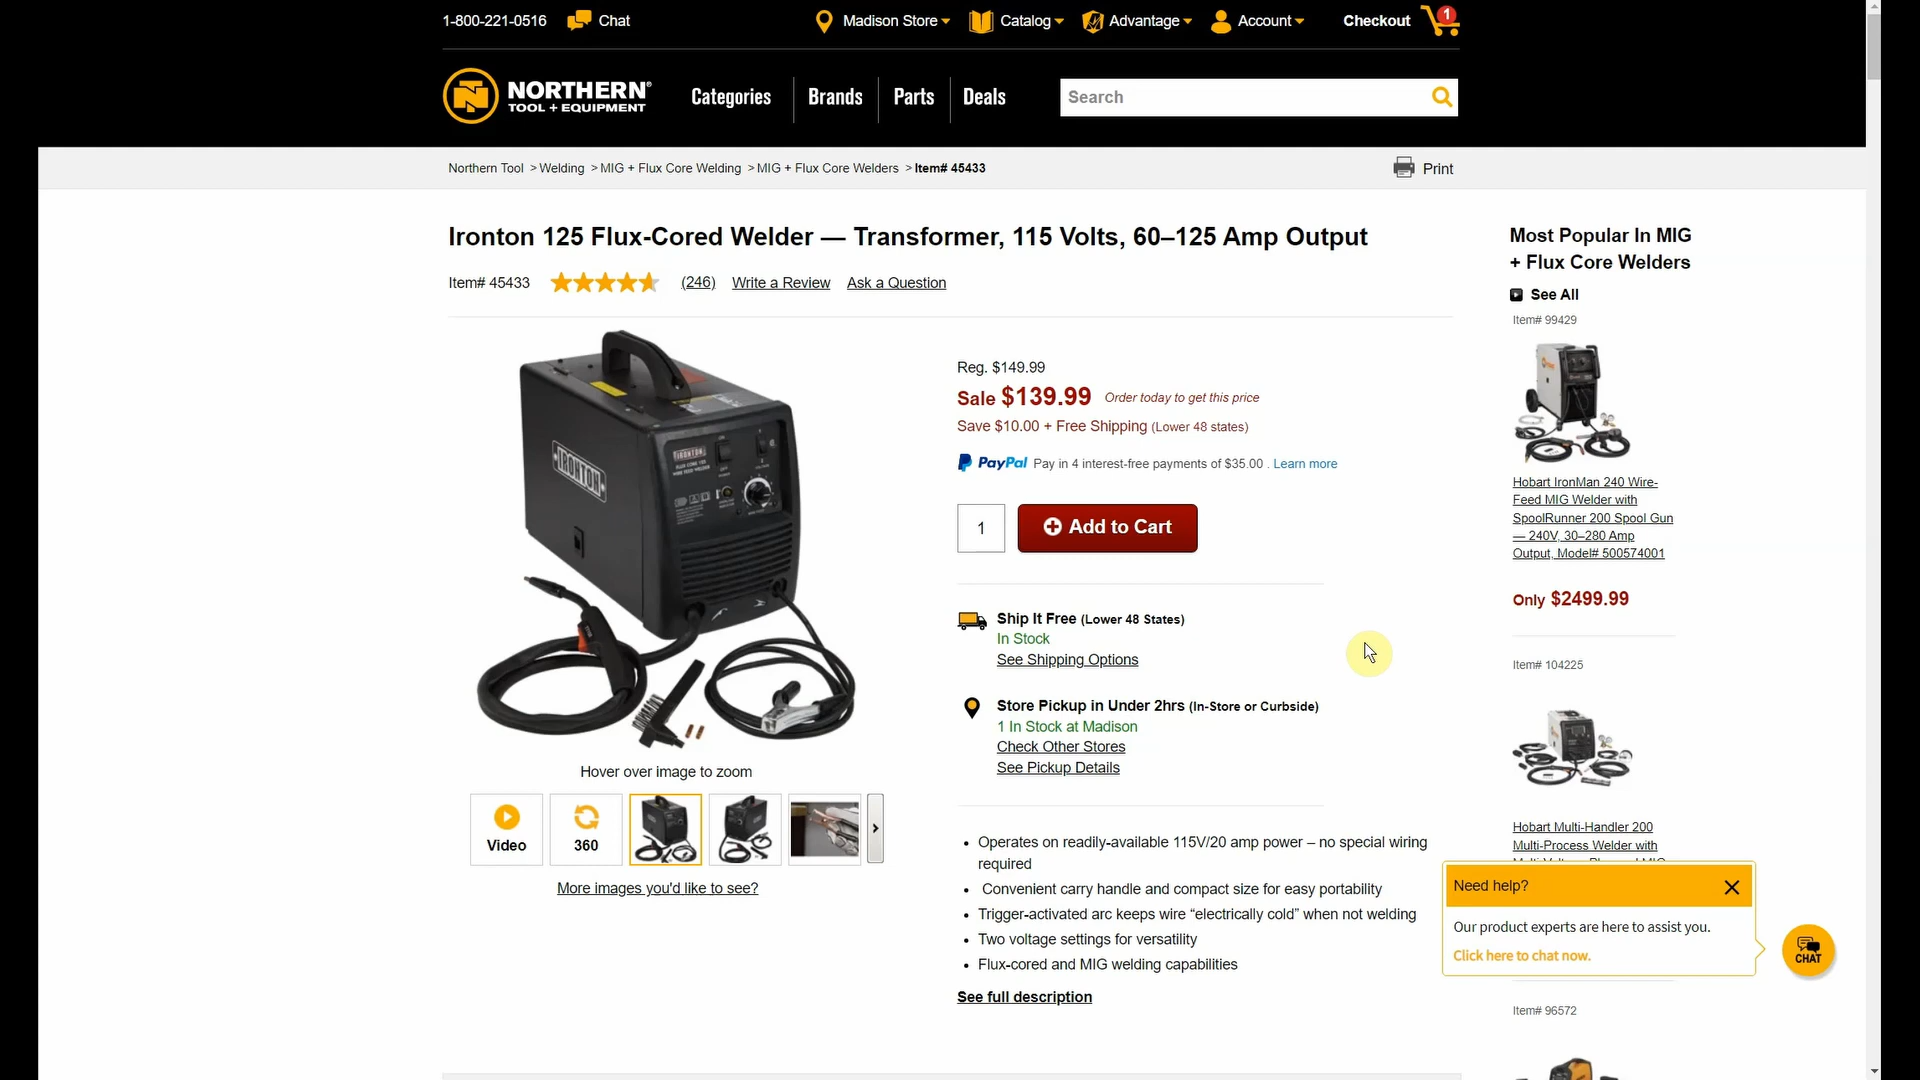 1-800-221-0516 Chat Madison Store Catalog Advantage Account Checkout 1
NORTHERN®
TOOL + EQUIPMENT
Categories Brands Parts Deals Search
Northern Tool > Welding > MIG + Flux Core Welding > MIG + Flux Core Welders > Item# 45433 Print
Ironton 125 Flux-Cored Welder — Transformer, 115 Volts, 60–125 Amp Output
Item# 45433 (246) Write a Review Ask a Question
IRONTON
IRONTON
Hover over image to zoom
Video
360
More images you'd like to see?
Reg. $149.99
Sale $139.99 Order today to get this price
Save $10.00 + Free Shipping (Lower 48 states)
PayPal Pay in 4 interest-free payments of $35.00 . Learn more
1 Add to Cart
Ship It Free (Lower 48 States)
In Stock
See Shipping Options
Store Pickup in Under 2hrs (In-Store or Curbside)
1 In Stock at Madison
Check Other Stores
See Pickup Details
• Operates on readily-available 115V/20 amp power – no special wiring
required
• Convenient carry handle and compact size for easy portability
• Trigger-activated arc keeps wire “electrically cold” when not welding
• Two voltage settings for versatility
• Flux-cored and MIG welding capabilities
See full description
Most Popular In MIG
+ Flux Core Welders
See All
Item# 99429
Hobart IronMan 240 Wire-
Feed MIG Welder with
SpoolRunner 200 Spool Gun
— 240V, 30–280 Amp
Output, Model# 500574001
Only $2499.99
Item# 104225
Hobart Multi-Handler 200
Multi-Process Welder with
Need help?
Our product experts are here to assist you.
Click here to chat now.
CHAT
Item# 96572